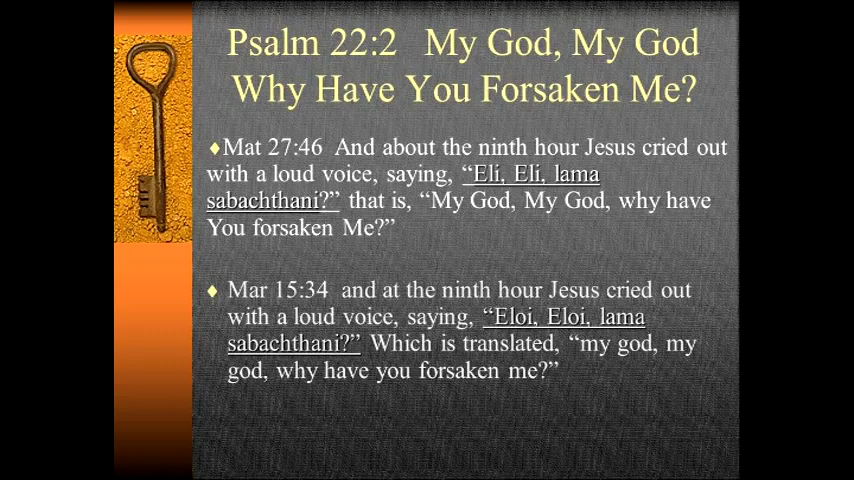 Psalm 22:2 My God, My God
Why Have You Forsaken Me?
♦Mat 27:46 And about the ninth hour Jesus cried out
with a loud voice, saying, “Eli, Eli, lama
sabachthani?” that is, “My God, My God, why have
You forsaken Me?”
♦ Mar 15:34 and at the ninth hour Jesus cried out
with a loud voice, saying, “Eloi, Eloi, lama
sabachthani?” Which is translated, “my god, my
god, why have you forsaken me?”